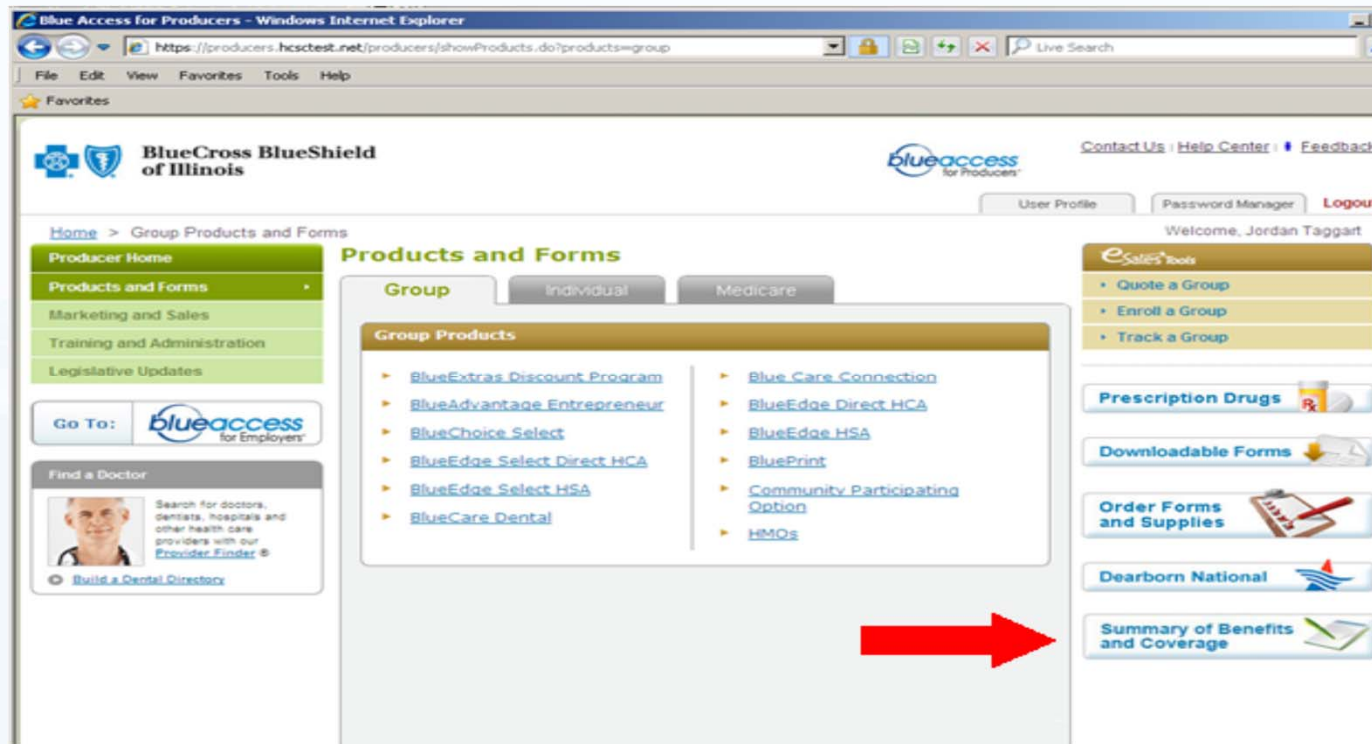 Blue Access for Producers - Windows Internet Explorer
https://producers.hcsctest.net/producers/showProducts.do?products=group
Live Search
File Edit View Favorites Tools Help
Favorites
BlueCross BlueShield
of Illinois
blueaccess
for Producers
Contact Us Help Center Feedback
User Profile Password Manager Logout
Home > Group Products and Forms
Welcome, Jordan Taggart
Producer Home
Products and Forms
Marketing and Sales
Training and Administration
Legislative Updates
Go To: blueaccess
for Employers
Find a Doctor
Search for doctors,
dentists, hospitals and
other health care
providers with our
Provider Finder ®
Build a Dental Directory
Products and Forms
Group Individual Medicare
Group Products
BlueExtras Discount Program
BlueAdvantage Entrepreneur
BlueChoice Select
BlueEdge Select Direct HCA
BlueEdge Select HSA
BlueCare Dental
Blue Care Connection
BlueEdge Direct HCA
BlueEdge HSA
BluePrint
Community Participating
Option
HMOs
eSales Tools
Quote a Group
Enroll a Group
Track a Group
Prescription Drugs
Rx
Downloadable Forms
Order Forms
and Supplies
Dearborn National
Summary of Benefits
and Coverage